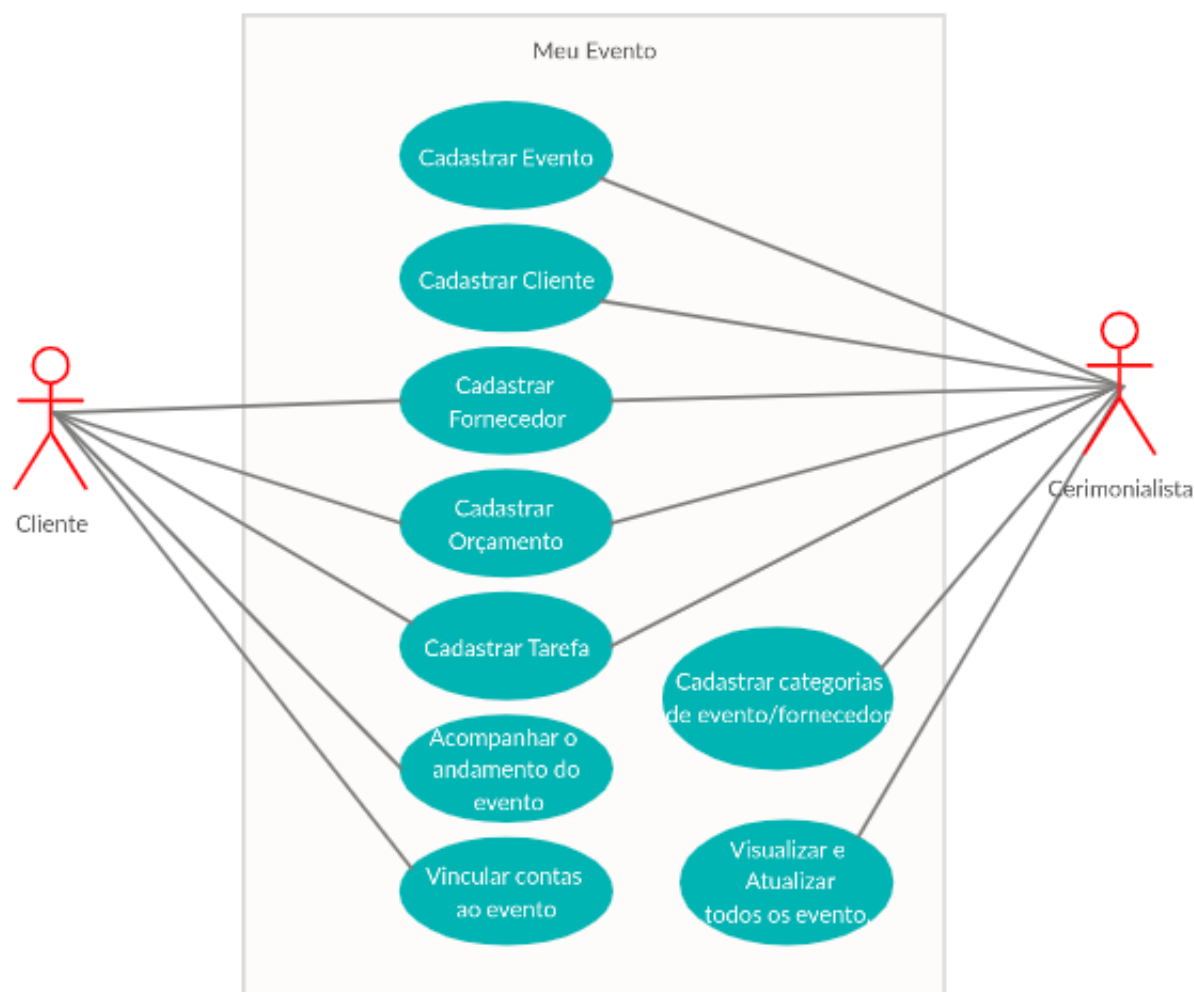 Meu Evento
Cadastrar Evento
Cadastrar Cliente
Cadastrar
Fornecedor
Cadastrar
Orçamento
Cadastrar Tarefa
Acompanhar o
andamento do
evento
Vincular contas
ao evento
Cadastrar categorias
de evento/fornecedor
Visualizar e
Atualizar
todos os evento.
Cliente
Cerimonialista